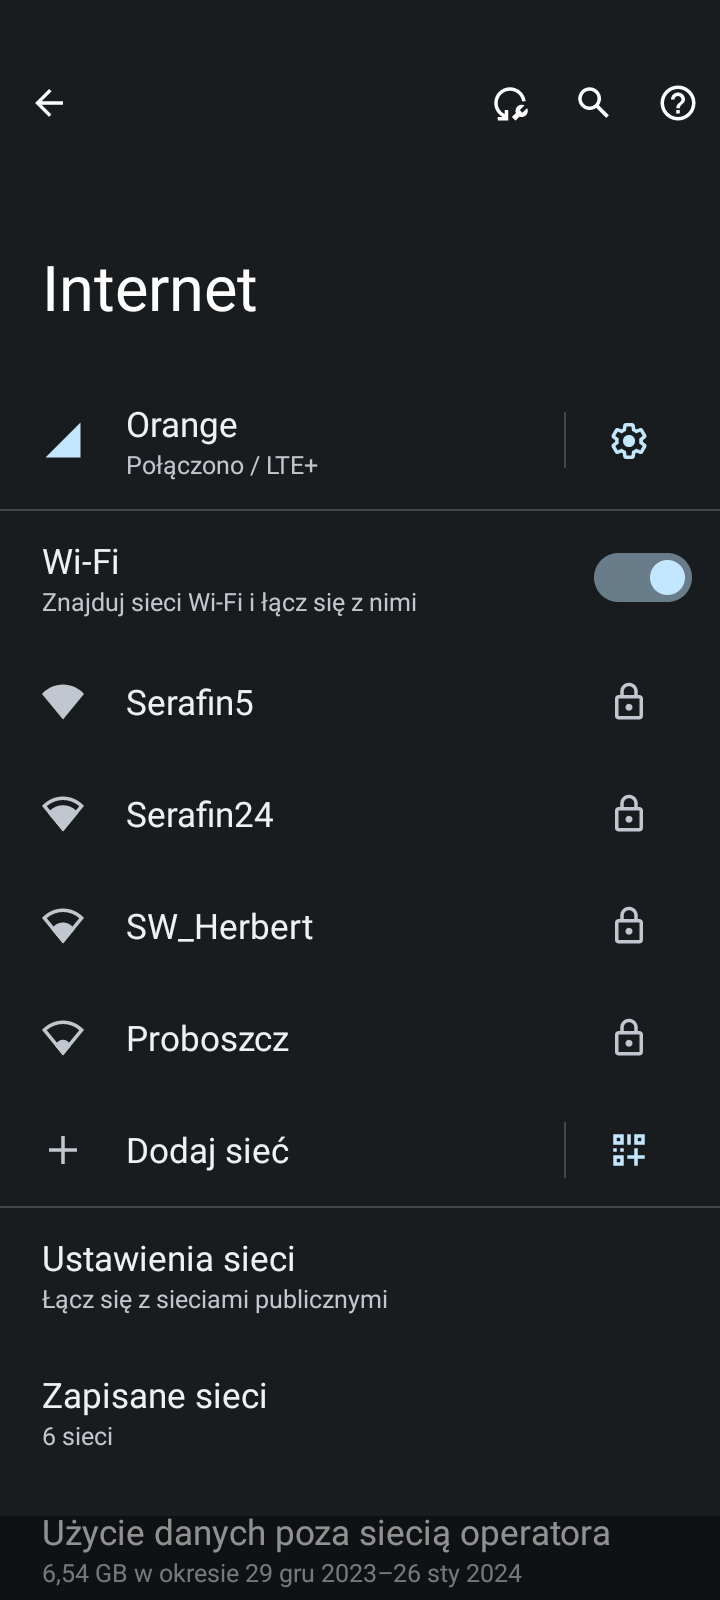 Internet
Orange
Połączono / LTE+
Wi-Fi
Znajduj sieci Wi-Fi i łącz się z nimi
Serafin5
Serafin24
SW_Herbert
Proboszcz
Dodaj sieć
Ustawienia sieci
Łącz się z sieciami publicznymi
Zapisane sieci
6 sieci
Użycie danych poza siecią operatora
6,54 GB w okresie 29 gru 2023–26 sty 2024